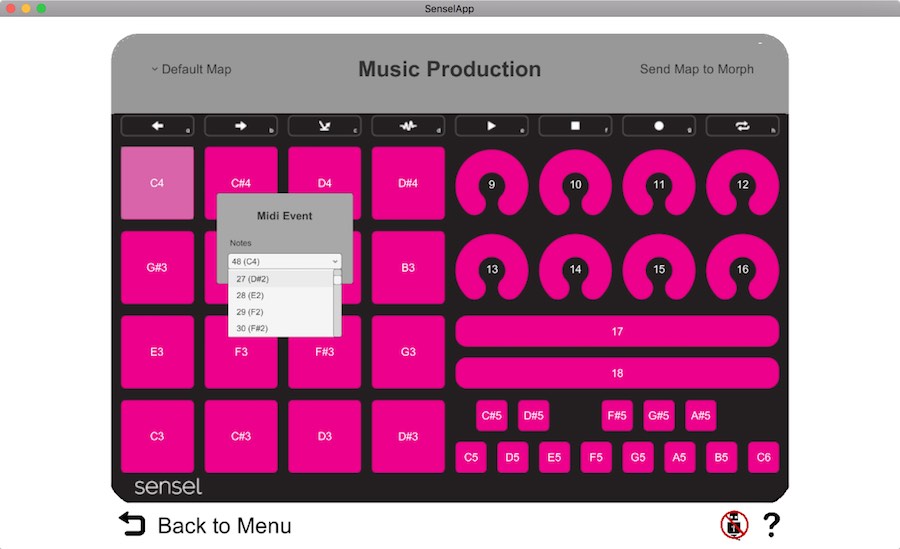 SenselApp
Default Map
Music Production
Send Map to Morph
a b c d e f g h
C4 C#4 D4 D#4 9 10 11 12
Midi Event
Notes
48 (C4)
27 (D#2)
28 (E2)
29 (F2)
30 (F#2)
G#3 B3 13 14 15 16
E3 F3 F#3 G3 17
18
C3 C#3 D3 D#3
C#5 D#5 F#5 G#5 A#5
C5 D5 E5 F5 G5 A5 B5 C6
sensel
Back to Menu
?